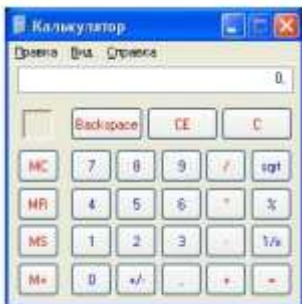 Калькулятор
Правка Вид Справка
0,
Backspace CE C
MC 7 8 9 / sqrt
MR 4 5 6 * %
MS 1 2 3 - 1/x
M+ 0 +/- , + =